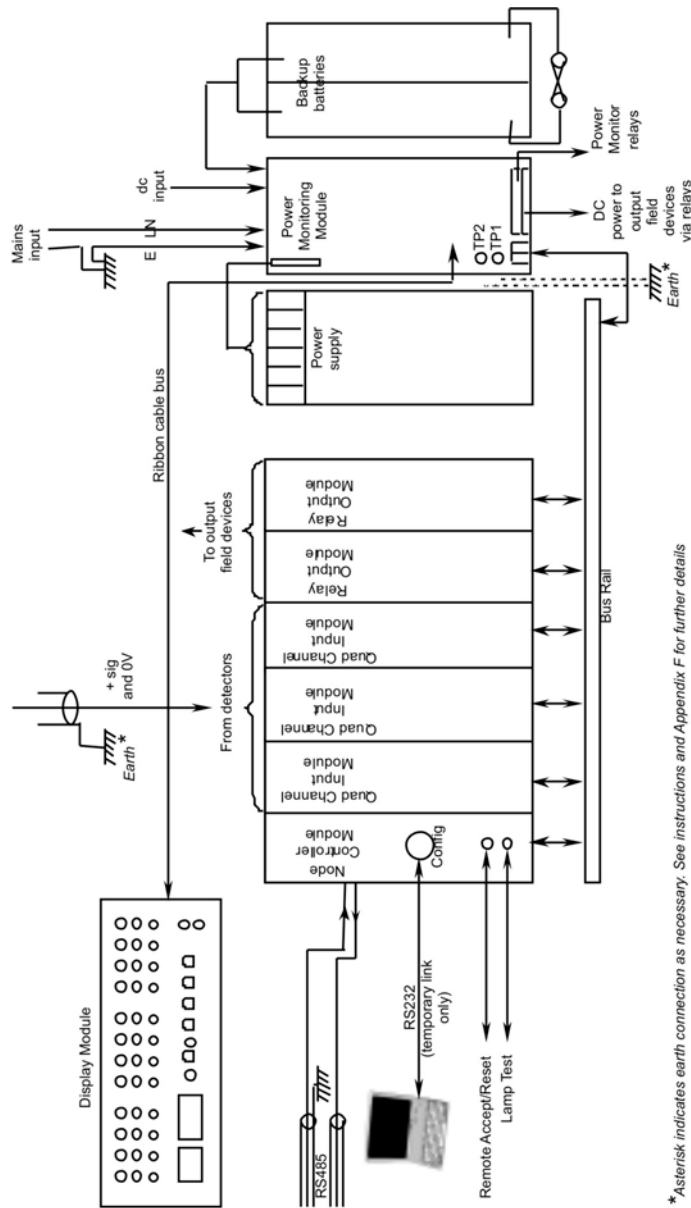 Display Module
Ribbon cable bus
Mains
input
E
LN
dc
input
+ sig
and 0V
Earth*
From detectors
To output
field devices
Power
Monitoring
Module
Backup
batteries
Node
Controller
Module
Quad Channel
Input
Module
Quad Channel
Input
Module
Quad Channel
Input
Module
Relay
Output
Module
Relay
Output
Module
Power
supply
Config
TP2
TP1
RS485
RS232
(temporary link
only)
Remote Accept/Reset
Lamp Test
Bus Rail
Earth*
DC
power to
output
field
devices
via relays
Power
Monitor
relays
*Asterisk indicates earth connection as necessary. See instructions and Appendix F for further details